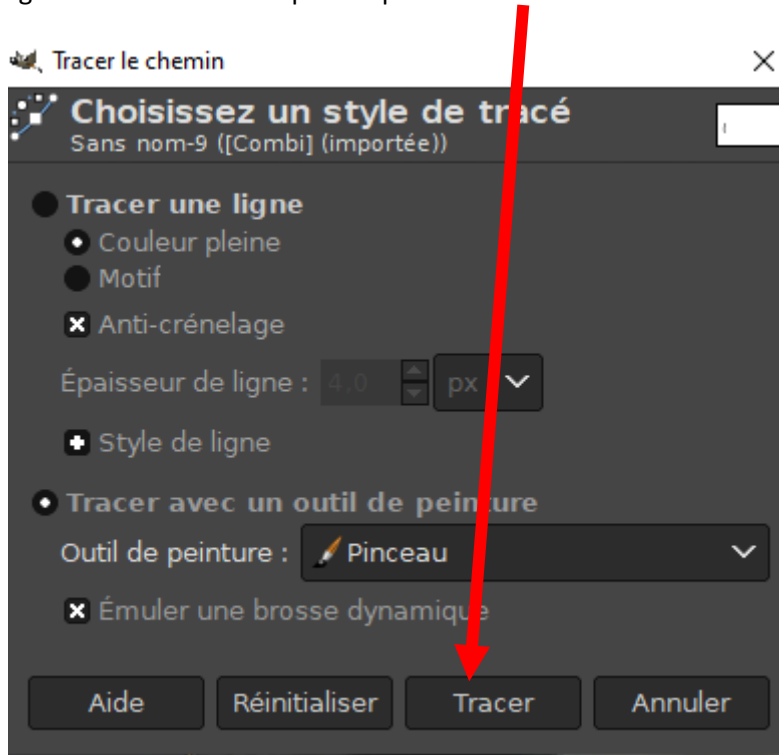 Tracer le chemin
Choisissez un style de tracé
Sans nom-9 ([Combi] (importée))
Tracer une ligne
Couleur pleine
Motif
Anti-crénelage
Épaisseur de ligne : 4,0 px
Style de ligne
Tracer avec un outil de peinture
Outil de peinture : Pinceau
Émuler une brosse dynamique
Aide Réinitialiser Tracer Annuler